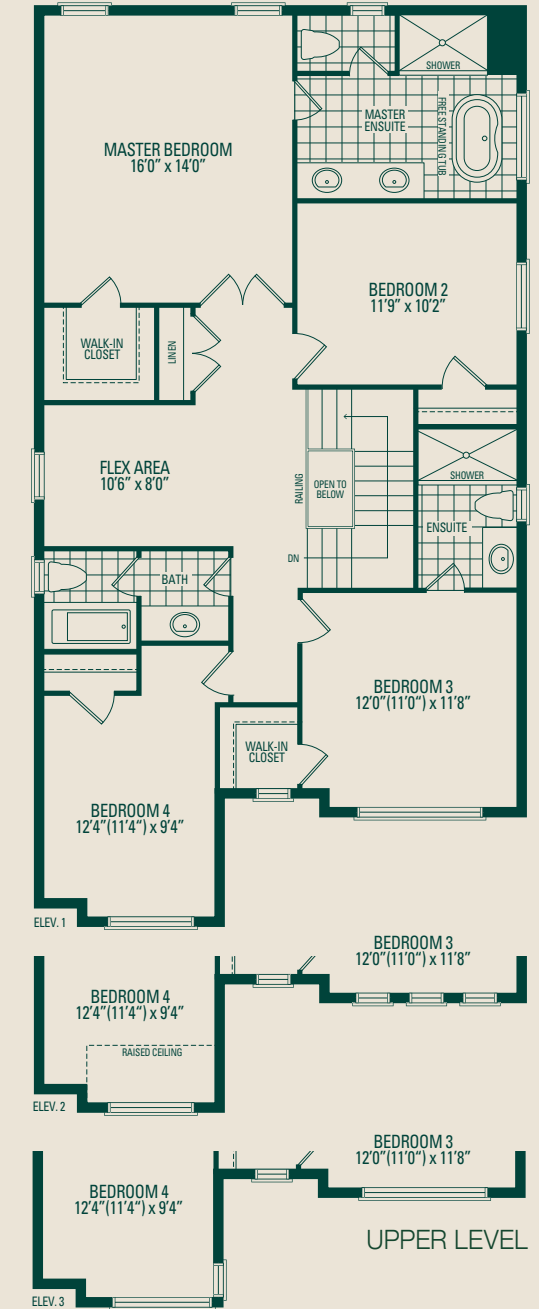 SHOWER
MASTER
ENSUITE
FREE STANDING TUB
MASTER BEDROOM
16'0" x 14'0"
BEDROOM 2
11'9" x 10'2"
WALK-IN
CLOSET
LINEN
FLEX AREA
10'6" x 8'0"
RAILING
OPEN TO
BELOW
SHOWER
ENSUITE
DN
BATH
BEDROOM 3
12'0"(11'0") x 11'8"
WALK-IN
CLOSET
BEDROOM 4
12'4"(11'4") x 9'4"
ELEV. 1
BEDROOM 3
12'0"(11'0") x 11'8"
BEDROOM 4
12'4"(11'4") x 9'4"
RAISED CEILING
ELEV. 2
BEDROOM 3
12'0"(11'0") x 11'8"
BEDROOM 4
12'4"(11'4") x 9'4"
UPPER LEVEL
ELEV. 3